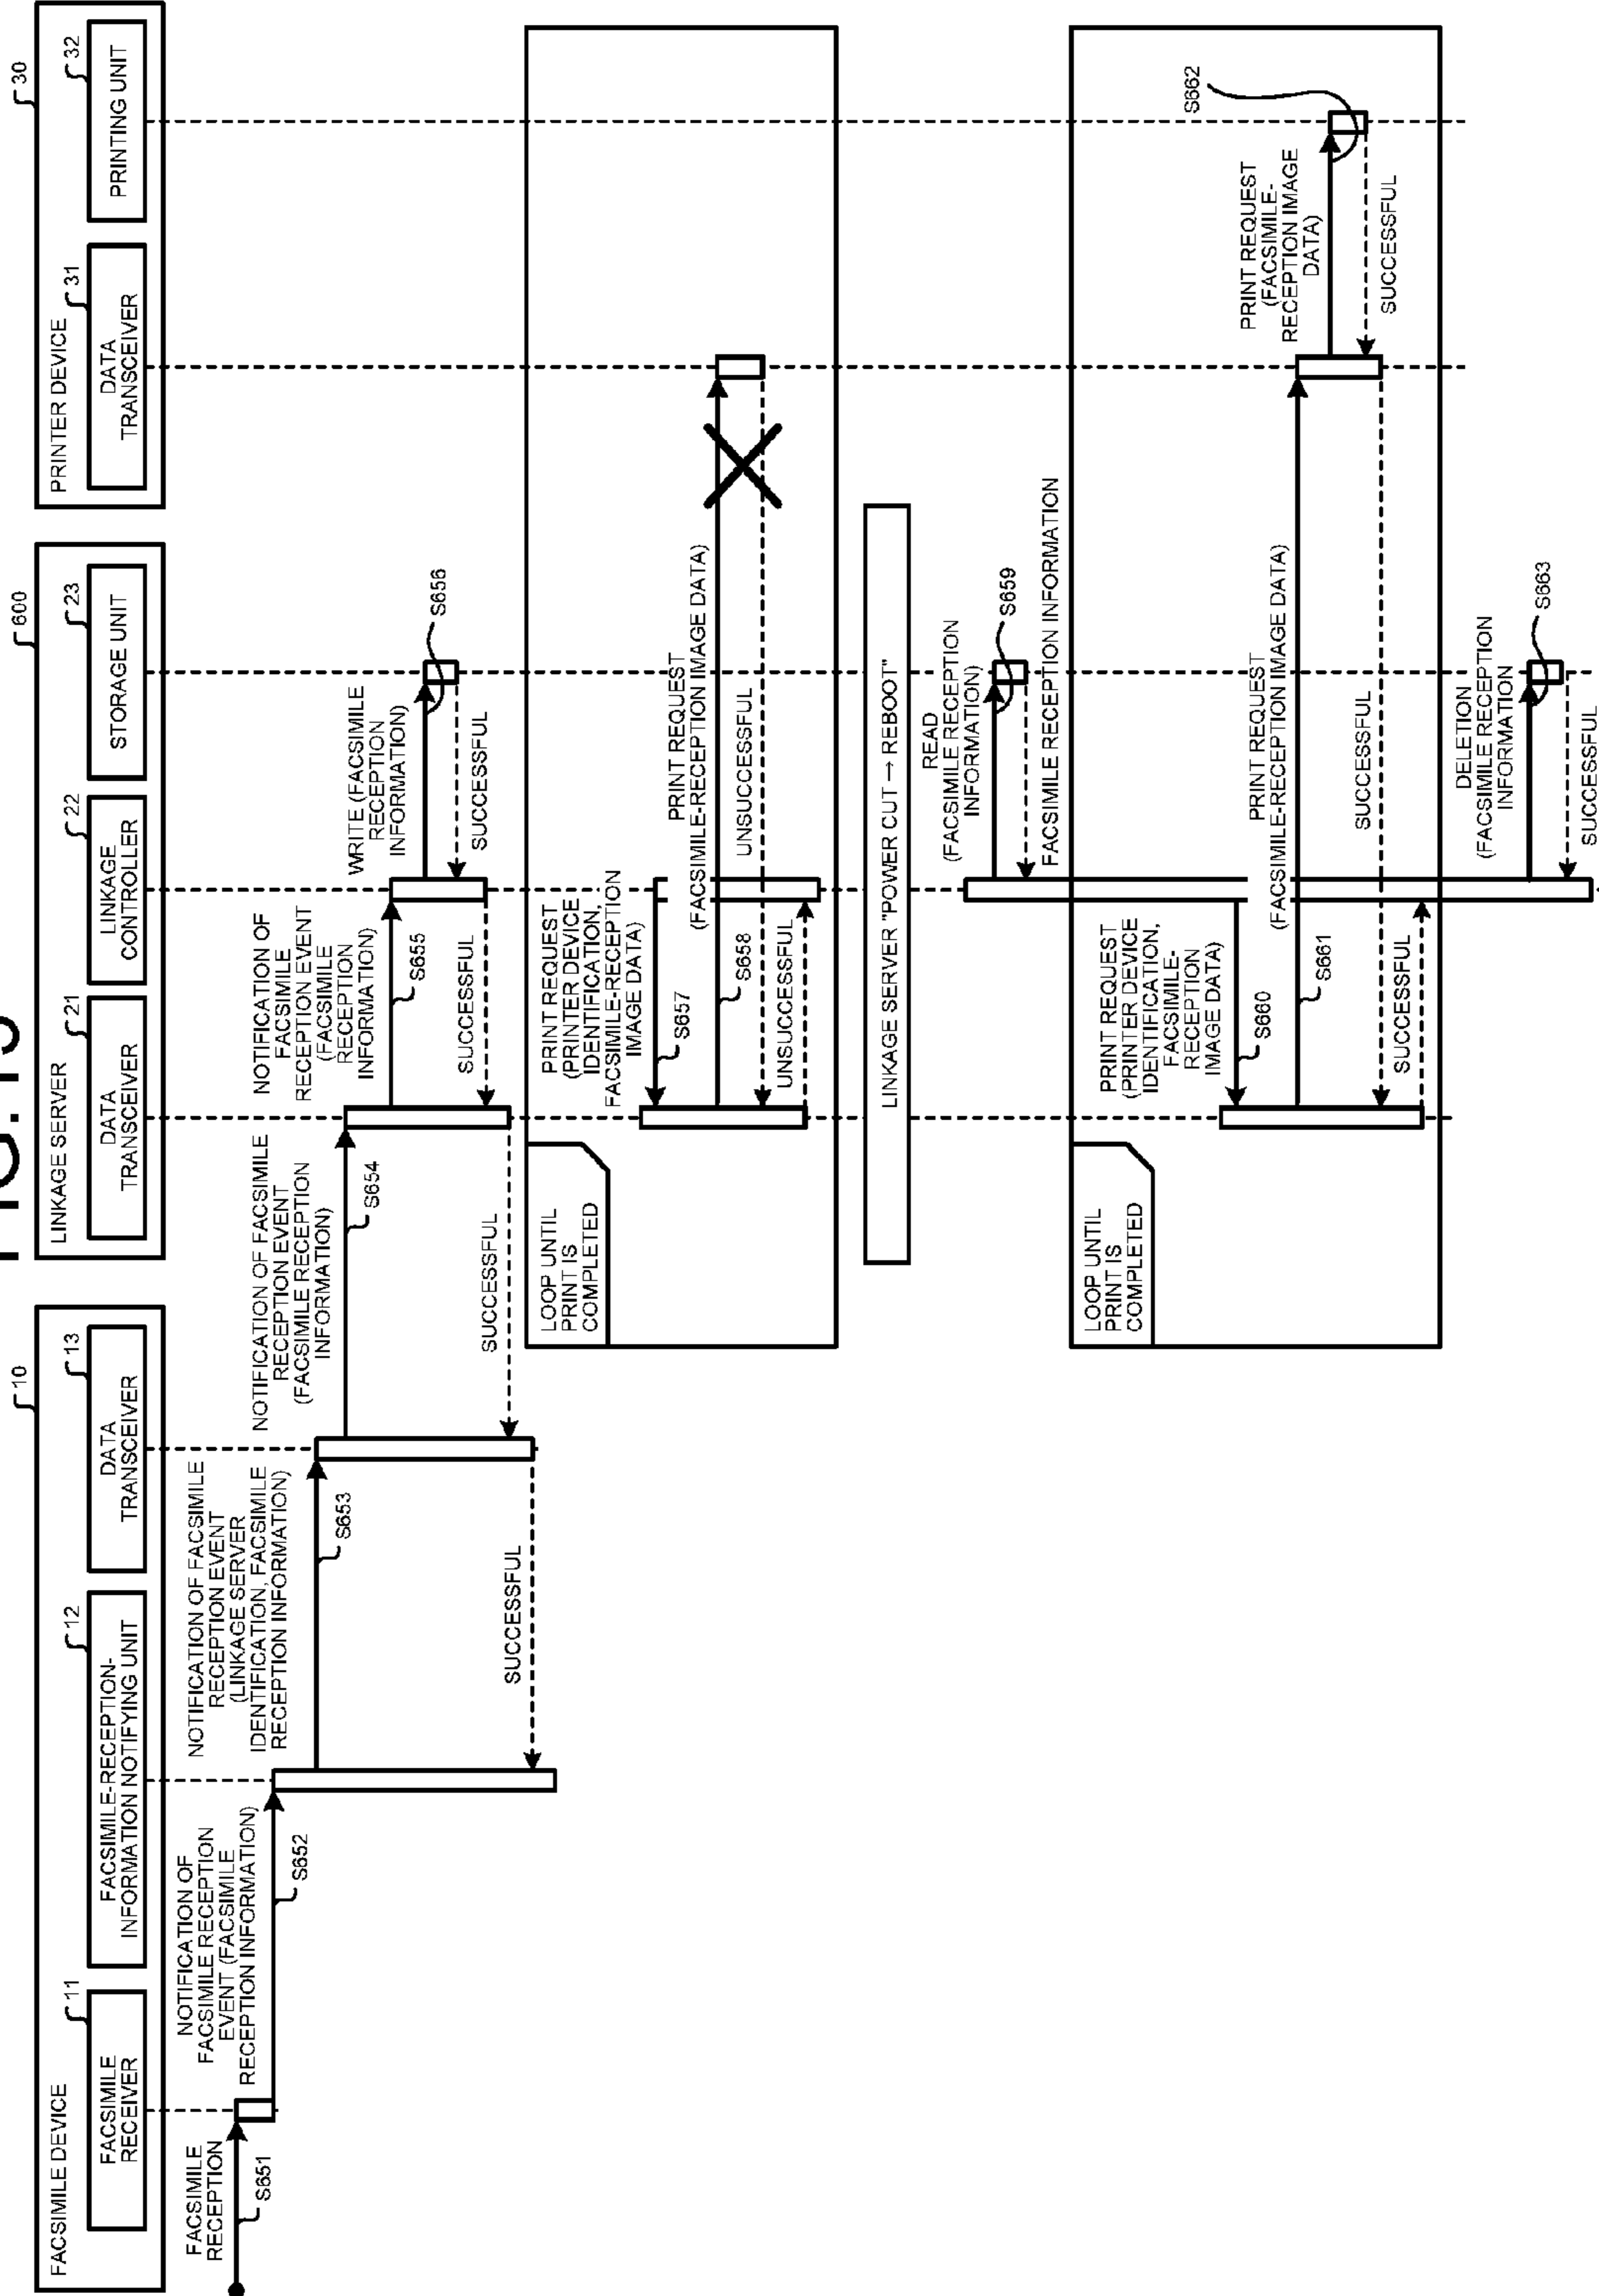 FACSIMILE DEVICE
10
FACSIMILE
RECEIVER
11
FACSIMILE-RECEPTION-
INFORMATION NOTIFYING UNIT
12
DATA
TRANSCEIVER
13
LINKAGE SERVER
600
DATA
TRANSCEIVER
21
LINKAGE
CONTROLLER
22
STORAGE UNIT
23
PRINTER DEVICE
30
DATA
TRANSCEIVER
31
PRINTING UNIT
32
FACSIMILE
RECEPTION
S651
NOTIFICATION OF
FACSIMILE RECEPTION
EVENT (FACSIMILE
RECEPTION INFORMATION)
S652
NOTIFICATION OF FACSIMILE
RECEPTION EVENT
(LINKAGE SERVER
IDENTIFICATION, FACSIMILE
RECEPTION INFORMATION)
S653
NOTIFICATION OF FACSIMILE
RECEPTION EVENT
(FACSIMILE RECEPTION
INFORMATION)
S654
NOTIFICATION OF
FACSIMILE
RECEPTION EVENT
(FACSIMILE
RECEPTION
INFORMATION)
S655
WRITE (FACSIMILE
RECEPTION
INFORMATION)
S656
SUCCESSFUL
SUCCESSFUL
SUCCESSFUL
SUCCESSFUL
LOOP UNTIL
PRINT IS
COMPLETED
PRINT REQUEST
(PRINTER DEVICE
IDENTIFICATION,
FACSIMILE-RECEPTION
IMAGE DATA)
S657
PRINT REQUEST
(FACSIMILE-RECEPTION IMAGE DATA)
S658
UNSUCCESSFUL
UNSUCCESSFUL
LINKAGE SERVER "POWER CUT → REBOOT"
READ
(FACSIMILE RECEPTION
INFORMATION)
S659
FACSIMILE RECEPTION INFORMATION
LOOP UNTIL
PRINT IS
COMPLETED
PRINT REQUEST
(PRINTER DEVICE
IDENTIFICATION,
FACSIMILE-
RECEPTION
IMAGE DATA)
S660
PRINT REQUEST
(FACSIMILE-RECEPTION IMAGE DATA)
S661
PRINT REQUEST
(FACSIMILE-
RECEPTION IMAGE
DATA)
S662
SUCCESSFUL
SUCCESSFUL
SUCCESSFUL
DELETION
(FACSIMILE RECEPTION
INFORMATION
S663
SUCCESSFUL